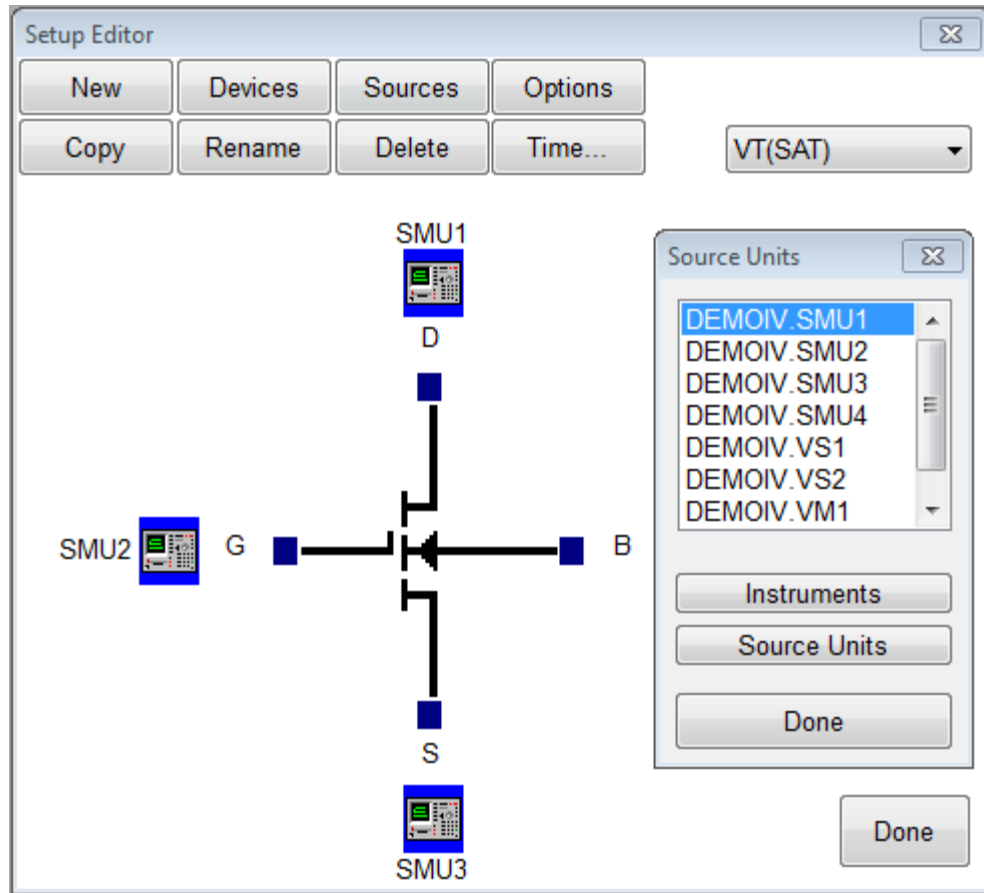 Setup Editor
New Devices Sources Options
Copy Rename Delete Time...
VT(SAT)
SMU1
D
SMU2
G
B
S
SMU3
Source Units
DEMOIV.SMU1
DEMOIV.SMU2
DEMOIV.SMU3
DEMOIV.SMU4
DEMOIV.VS1
DEMOIV.VS2
DEMOIV.VM1
Instruments
Source Units
Done
Done